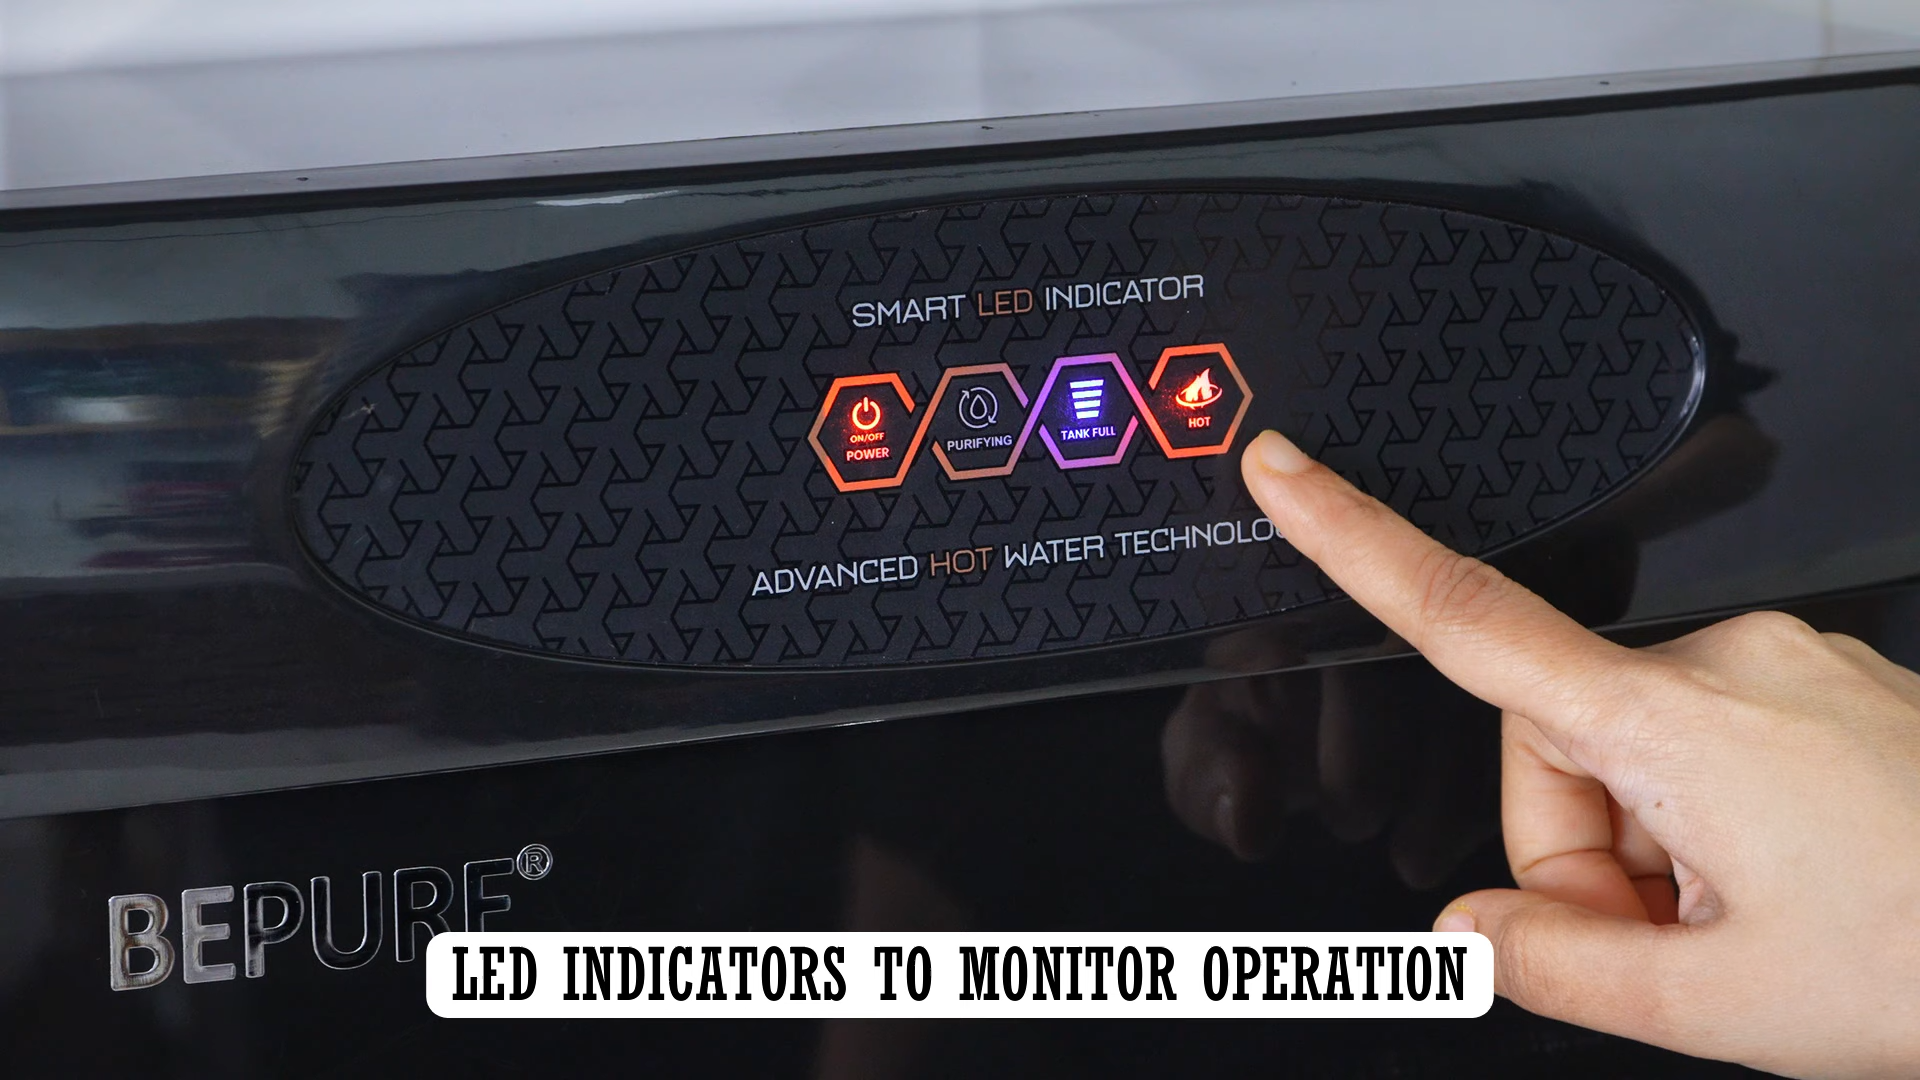 SMART LED INDICATOR
ON/OFF
POWER
PURIFYING
TANK FULL
HOT
ADVANCED HOT WATER
BEPURE®
LED INDICATORS TO MONITOR OPERATION